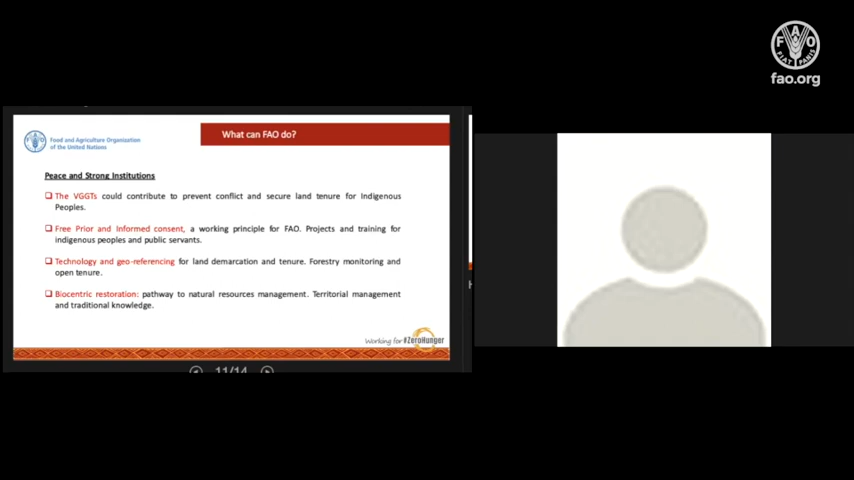 FAO
FIAT PANIS
fao.org
Food and Agriculture Organisation
of the United Nations
What can FAO do?
Peace and Strong Institutions
The VGGTs could contribute to prevent conflict and secure land tenure for Indigenous
Peoples.
Free Prior and Informed consent, a working principle for FAO. Projects and training for
indigenous peoples and public servants.
Technology and geo-referencing for land demarcation and tenure. Forestry monitoring and
open tenure.
Biocentric restoration: pathway to natural resources management. Territorial management
and traditional knowledge.
Working for #ZeroHunger
11/14